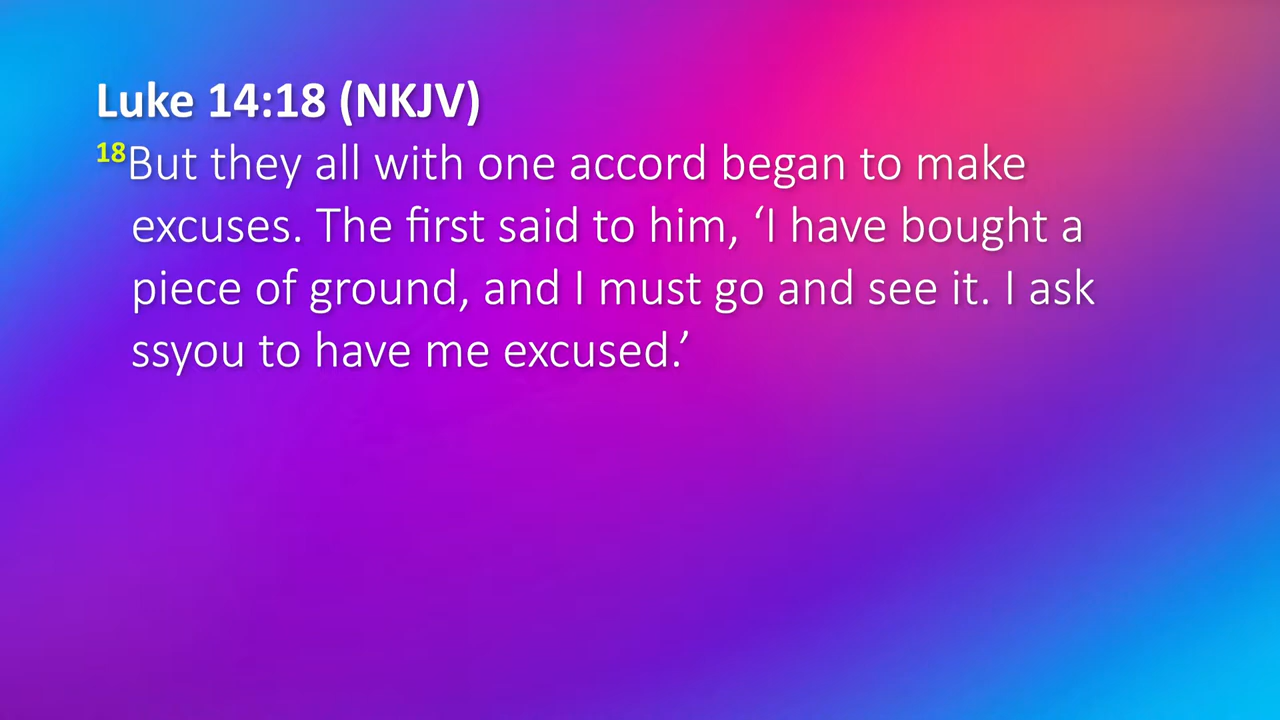 Luke 14:18 (NKJV)
18But they all with one accord began to make
excuses. The first said to him, ‘I have bought a
piece of ground, and I must go and see it. I ask
ssyou to have me excused.’